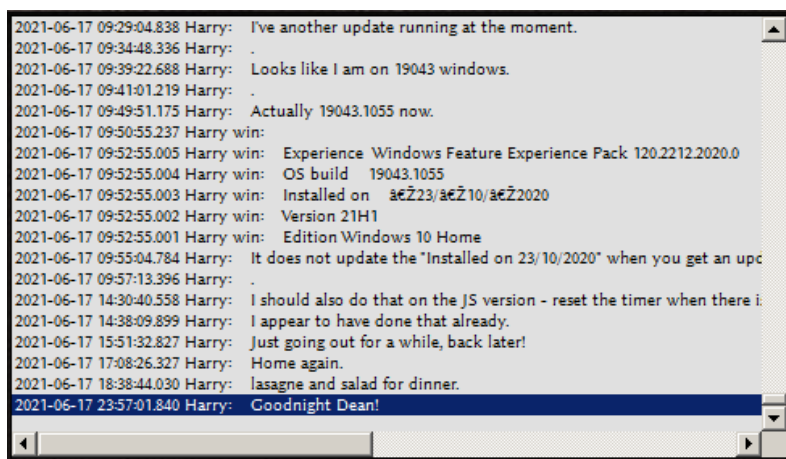 2021-06-17 09:29:04.838 Harry: I've another update running at the moment.
2021-06-17 09:34:48.336 Harry: .
2021-06-17 09:39:22.688 Harry: Looks like I am on 19043 windows.
2021-06-17 09:41:01.219 Harry: .
2021-06-17 09:49:51.175 Harry: Actually 19043.1055 now.
2021-06-17 09:50:55.237 Harry win:
2021-06-17 09:52:55.005 Harry win: Experience Windows Feature Experience Pack 120.2212.2020.0
2021-06-17 09:52:55.004 Harry win: OS build 19043.1055
2021-06-17 09:52:55.003 Harry win: Installed on â€Ž23/â€Ž10/â€Ž2020
2021-06-17 09:52:55.002 Harry win: Version 21H1
2021-06-17 09:52:55.001 Harry win: Edition Windows 10 Home
2021-06-17 09:55:04.784 Harry: It does not update the "Installed on 23/10/2020" when you get an upd
2021-06-17 09:57:13.396 Harry: .
2021-06-17 14:30:40.558 Harry: I should also do that on the JS version - reset the timer when there i
2021-06-17 14:38:09.899 Harry: I appear to have done that already.
2021-06-17 15:51:32.827 Harry: Just going out for a while, back later!
2021-06-17 17:08:26.327 Harry: Home again.
2021-06-17 18:38:44.030 Harry: lasagne and salad for dinner.
2021-06-17 23:57:01.840 Harry: Goodnight Dean!